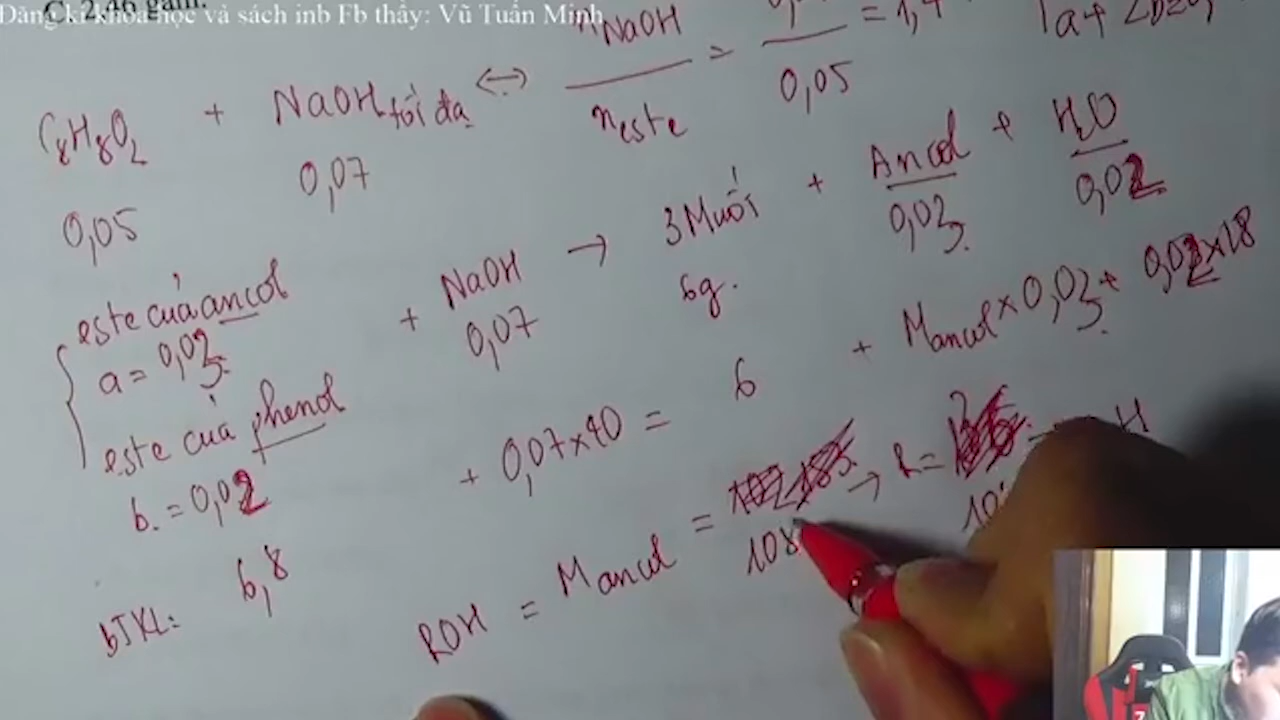 C. 2,46 gam.
Đăng kí khóa học và sách inb Fb thầy: Vũ Tuấn Minh
C₈H₈O₂ + NaOH tối đa ⟷ nNaOH / neste = / 0,05 = 1,4
0,05 0,07
este của ancol + NaOH → 3 Muối + Ancol + H₂O
a = 0,03 0,07 6g. 0,03 0,02
este của phenol
b. = 0,02
BTKL: 6,8 + 0,07×40 = 6 + Mancol × 0,03 + 0,02×18
ROH = Mancol = 108 → R =